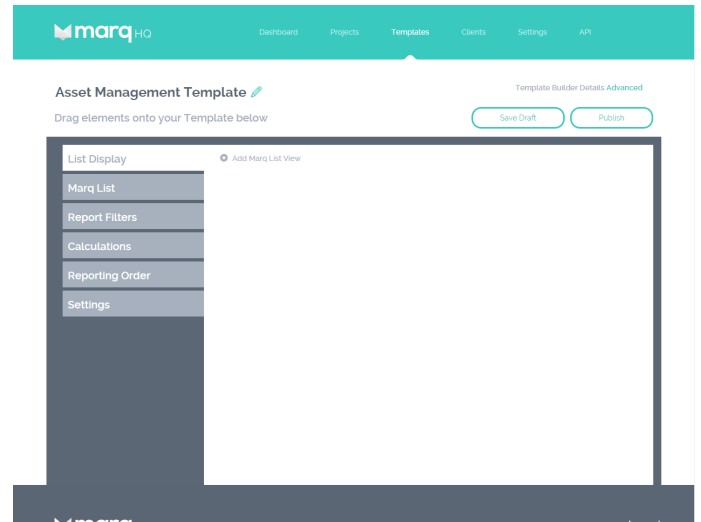 marq HQ
Dashboard Projects Templates Clients Settings API
Asset Management Template
Template Builder Details Advanced
Drag elements onto your Template below
Save Draft Publish
List Display
Add Marq List View
Marq List
Report Filters
Calculations
Reporting Order
Settings
marq